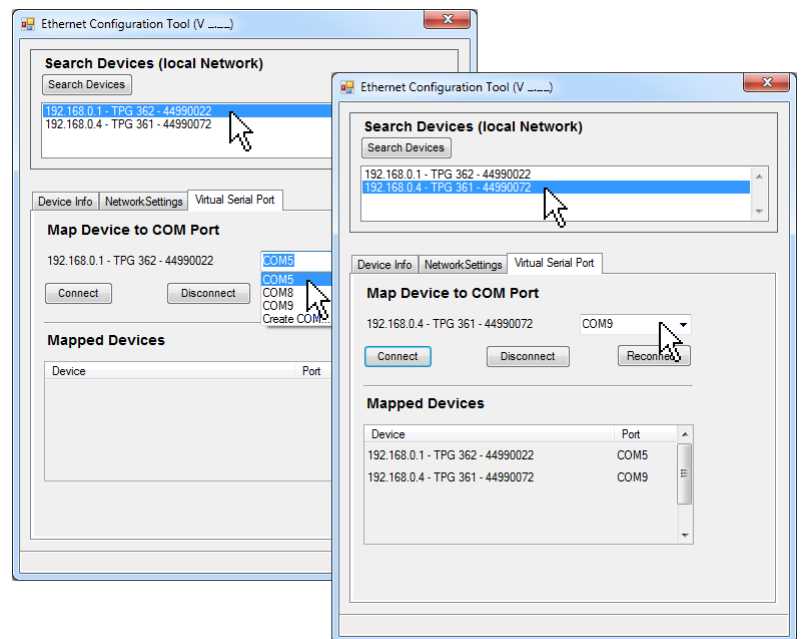 Ethernet Configuration Tool (V _.__)
Search Devices (local Network)
Search Devices
192.168.0.1 - TPG 362 - 44990022
192.168.0.4 - TPG 361 - 44990072
Device Info NetworkSettings Virtual Serial Port
Map Device to COM Port
192.168.0.1 - TPG 362 - 44990022 COM5
COM5
COM8
COM9
Create COM...
Connect Disconnect
Mapped Devices
Device Port
Ethernet Configuration Tool (V _.__)
Search Devices (local Network)
Search Devices
192.168.0.1 - TPG 362 - 44990022
192.168.0.4 - TPG 361 - 44990072
Device Info NetworkSettings Virtual Serial Port
Map Device to COM Port
192.168.0.4 - TPG 361 - 44990072 COM9
Connect Disconnect Reconnect
Mapped Devices
Device Port
192.168.0.1 - TPG 362 - 44990022 COM5
192.168.0.4 - TPG 361 - 44990072 COM9